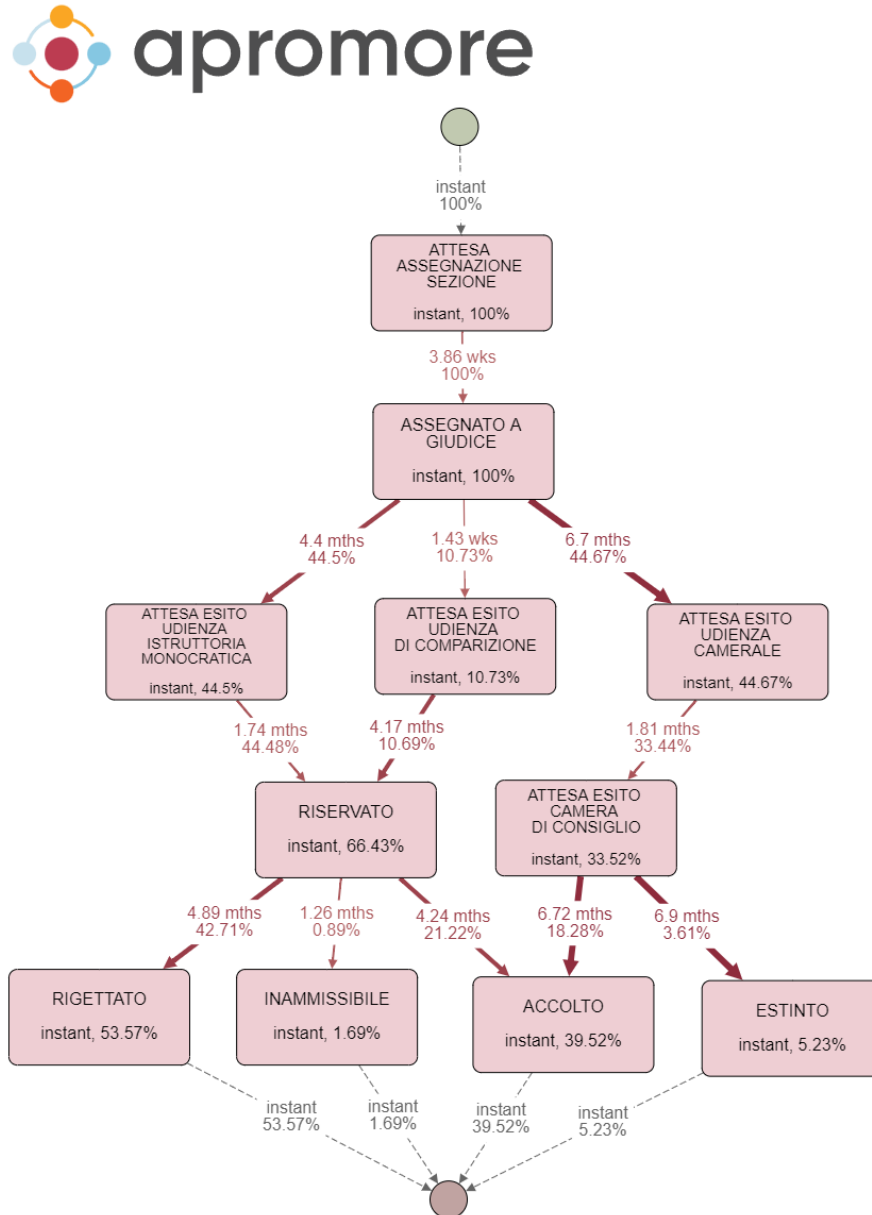 apromore
instant
100%
ATTESA
ASSEGNAZIONE
SEZIONE
instant, 100%
3.86 wks
100%
ASSEGNATO A
GIUDICE
instant, 100%
4.4 mths
44.5%
1.43 wks
10.73%
6.7 mths
44.67%
ATTESA ESITO
UDIENZA
ISTRUTTORIA
MONOCRATICA
instant, 44.5%
ATTESA ESITO
UDIENZA
DI COMPARIZIONE
instant, 10.73%
ATTESA ESITO
UDIENZA
CAMERALE
instant, 44.67%
1.74 mths
44.48%
4.17 mths
10.69%
1.81 mths
33.44%
RISERVATO
instant, 66.43%
ATTESA ESITO
CAMERA
DI CONSIGLIO
instant, 33.52%
4.89 mths
42.71%
1.26 mths
0.89%
4.24 mths
21.22%
6.72 mths
18.28%
6.9 mths
3.61%
RIGETTATO
instant, 53.57%
INAMMISSIBILE
instant, 1.69%
ACCOLTO
instant, 39.52%
ESTINTO
instant, 5.23%
instant
53.57%
instant
1.69%
instant
39.52%
instant
5.23%